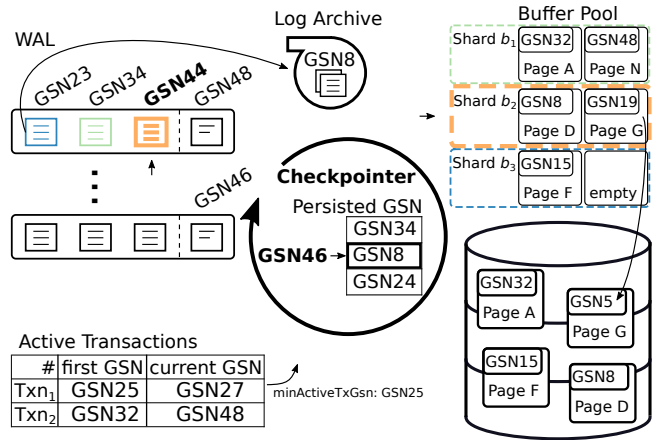 WAL
GSN23
GSN34
GSN44
GSN48
GSN46
Log Archive
GSN8
Buffer Pool
Shard b1
GSN32
Page A
GSN48
Page N
Shard b2
GSN8
Page D
GSN19
Page G
Shard b3
GSN15
Page F
empty
Checkpointer
Persisted GSN
GSN34
GSN46
GSN8
GSN24
GSN32
Page A
GSN5
Page G
GSN15
Page F
GSN8
Page D
Active Transactions
# first GSN current GSN
Txn1 GSN25 GSN27
Txn2 GSN32 GSN48
minActiveTxGsn: GSN25